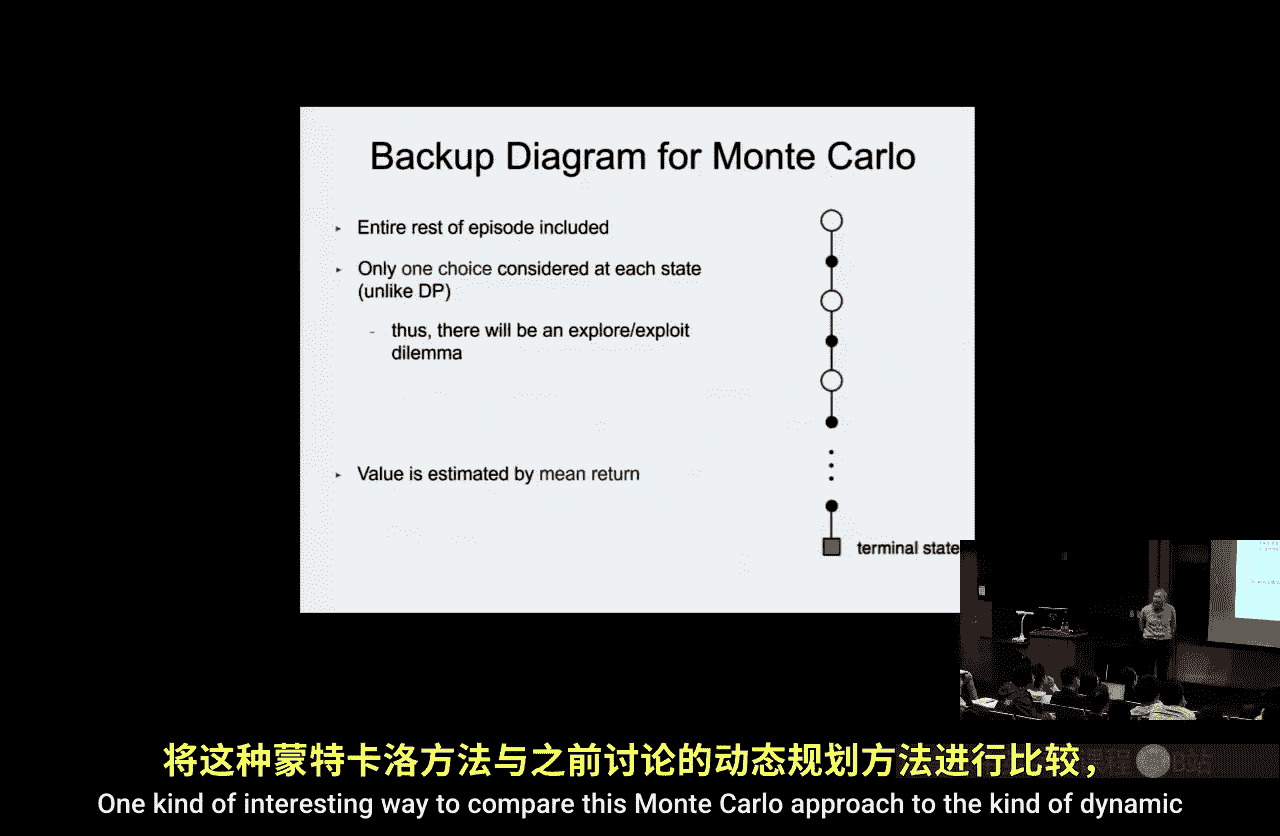 Backup Diagram for Monte Carlo
Entire rest of episode included
Only one choice considered at each state
(unlike DP)
- thus, there will be an explore/exploit
dilemma
Value is estimated by mean return
terminal state
将这种蒙特卡洛方法与之前讨论的动态规划方法进行比较，
One kind of interesting way to compare this Monte Carlo approach to the kind of dynamic